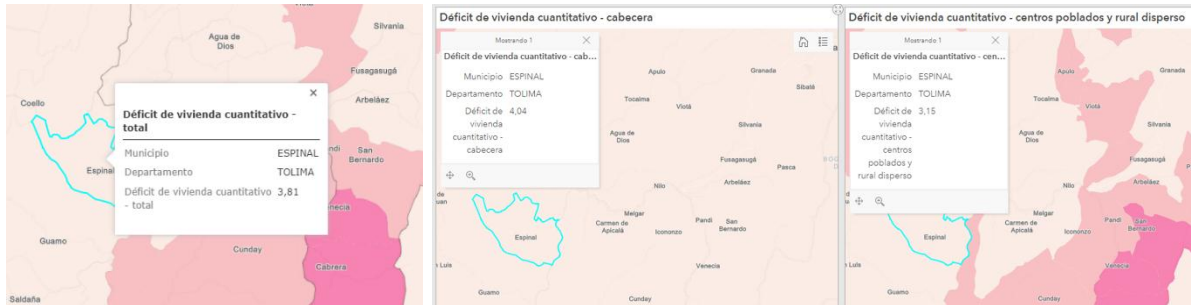 Viotá
Silvania
Agua de
Dios
Fusagasugá
Arbeláez
Coello
Déficit de vivienda cuantitativo -
total
Municipio ESPINAL
Departamento TOLIMA
Déficit de vivienda cuantitativo 3,81
- total
Espinal
San
Bernardo
Guamo
Cunday
Cabrera
Saldaña
Déficit de vivienda cuantitativo - cabecera
Mostrando 1
Déficit de vivienda cuantitativo - cab...
Municipio ESPINAL
Departamento TOLIMA
Déficit de 4,04
vivienda
cuantitativo -
cabecera
Apulo
Granada
Sibaté
Tocaima
Viotá
Silvania
Agua de
Dios
Fusagasugá
Pasca
Nilo
Arbeláez
Melgar
Carmen de
Apicalá
Icononzo
Pandi
San
Bernardo
Espinal
Venecia
Guamo
Cunday
Déficit de vivienda cuantitativo - centros poblados y rural disperso
Mostrando 1
Déficit de vivienda cuantitativo - cen...
Municipio ESPINAL
Departamento TOLIMA
Déficit de 3,15
vivienda
cuantitativo -
centros
poblados y
rural disperso
Apulo
Granada
Tocaima
Viotá
Silvania
Agua de
Dios
Fusagasugá
Nilo
Arbeláez
Melgar
Carmen de
Apicalá
Icononzo
Pandi
San
Bernardo
Espinal
Venecia
Guamo
Cunday